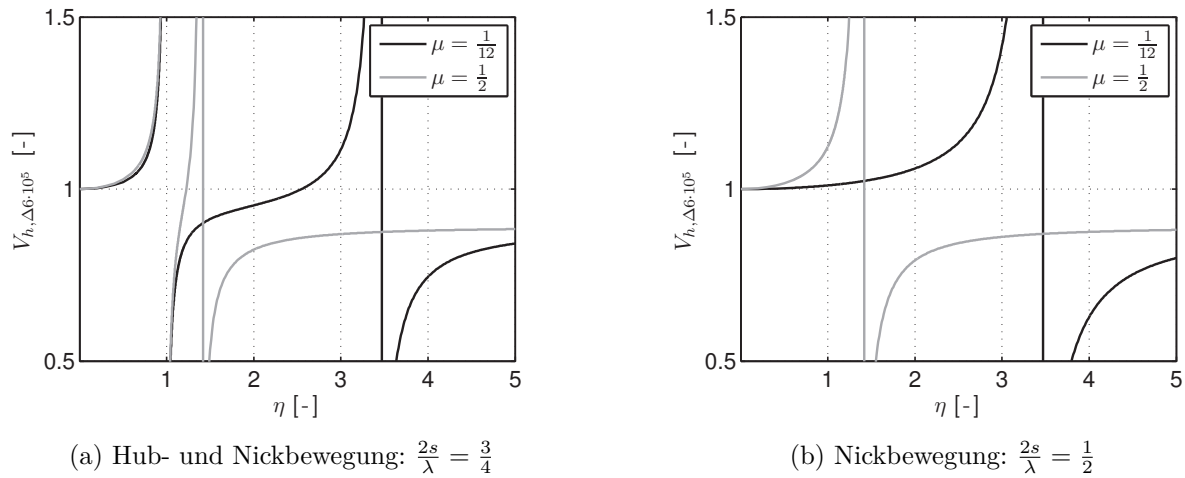 1.5
1
0.5
V_{h,Δ6·10^5} [-]
1 2 3 4 5
η [-]
μ = 1/12
μ = 1/2
(a) Hub- und Nickbewegung: 2s/λ = 3/4
1.5
1
0.5
V_{h,Δ6·10^5} [-]
1 2 3 4 5
η [-]
μ = 1/12
μ = 1/2
(b) Nickbewegung: 2s/λ = 1/2